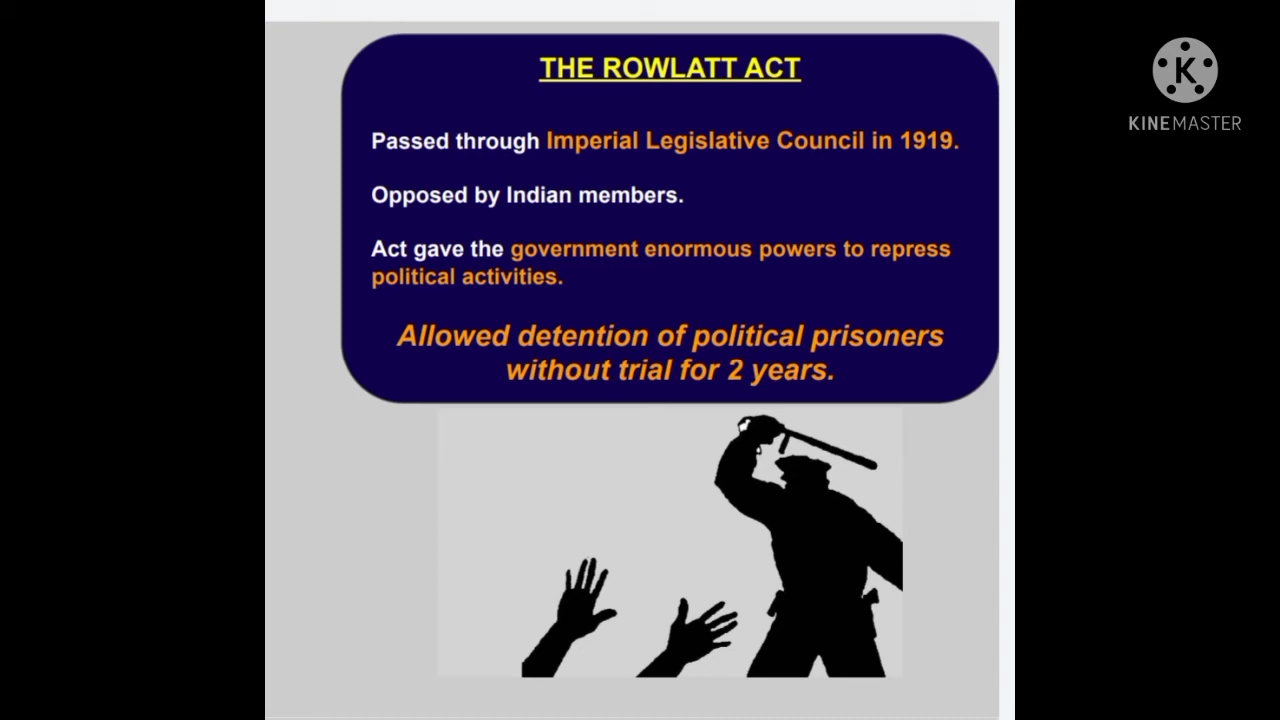 THE ROWLATT ACT
Passed through Imperial Legislative Council in 1919.
Opposed by Indian members.
Act gave the government enormous powers to repress
political activities.
Allowed detention of political prisoners
without trial for 2 years.
K
KINEMASTER